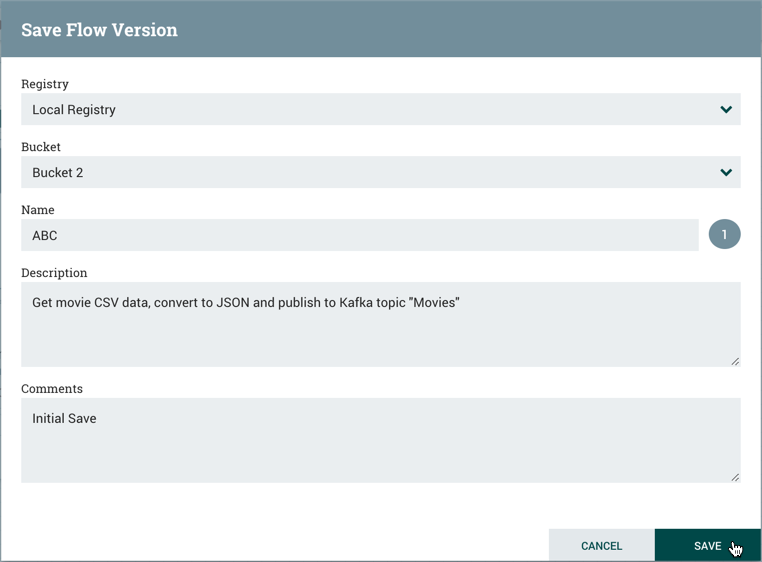 Save Flow Version
Registry
Local Registry
Bucket
Bucket 2
Name
ABC
1
Description
Get movie CSV data, convert to JSON and publish to Kafka topic "Movies"
Comments
Initial Save
CANCEL
SAVE